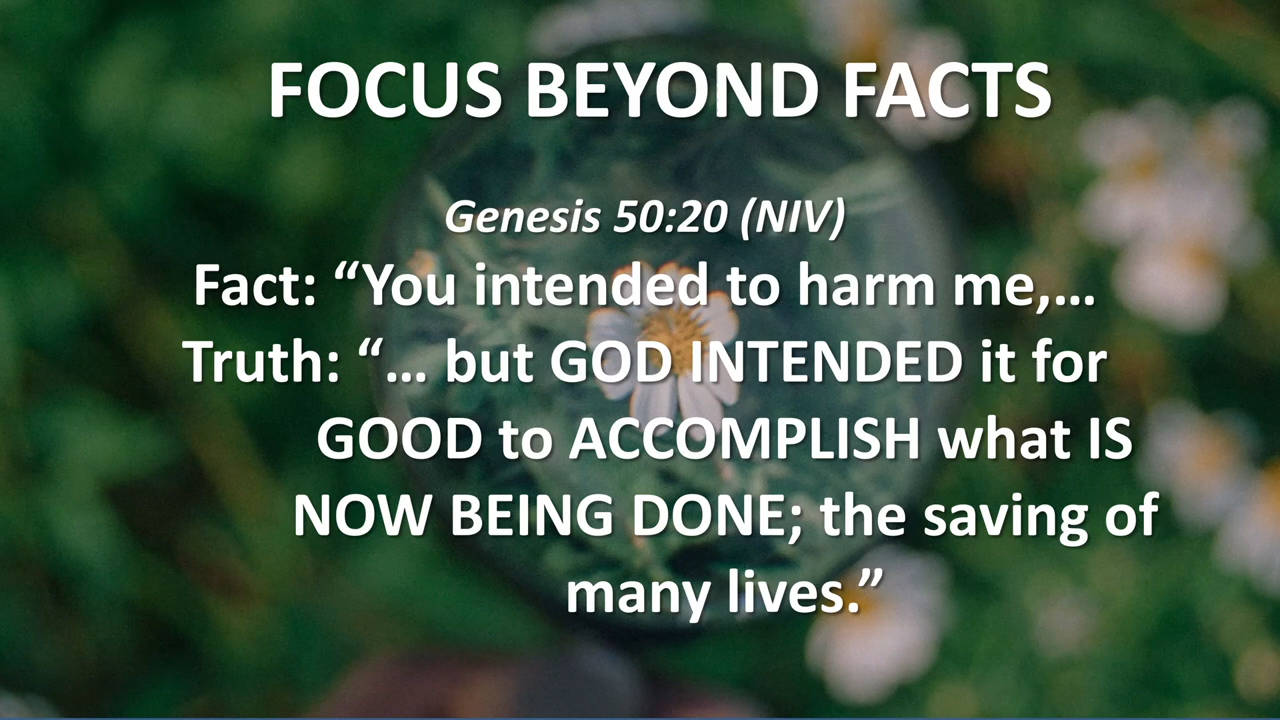 FOCUS BEYOND FACTS
Genesis 50:20 (NIV)
Fact: “You intended to harm me,...
Truth: “... but GOD INTENDED it for
GOOD to ACCOMPLISH what IS
NOW BEING DONE; the saving of
many lives.”